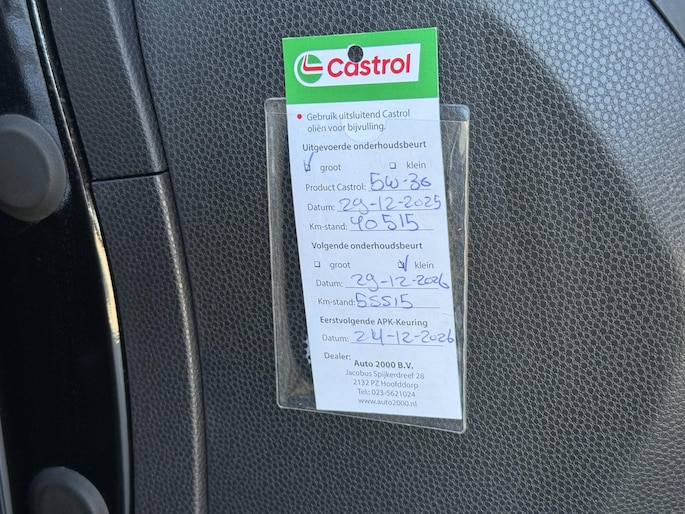 Castrol
• Gebruik uitsluitend Castrol
oliën voor bijvulling.
Uitgevoerde onderhoudsbeurt
groot klein
Product Castrol: 5W-30
Datum: 29-12-2025
Km-stand: 40515
Volgende onderhoudsbeurt
groot klein
Datum: 29-12-2026
Km-stand: 55515
Eerstvolgende APK-Keuring
Datum: 24-12-2026
Dealer:
Auto 2000 B.V.
Jacobus Spijkerdreef 28
2132 PZ Hoofddorp
Tel.: 023-5621024
www.auto2000.nl